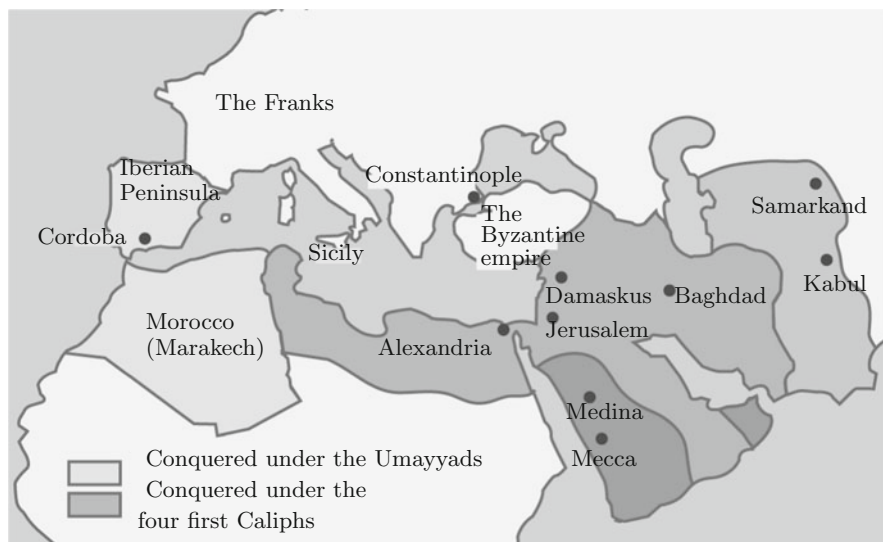 The Franks
Iberian
Peninsula
Constantinople
Samarkand
Cordoba
The
Byzantine
empire
Sicily
Kabul
Damaskus
Baghdad
Morocco
(Marakech)
Alexandria
Jerusalem
Medina
Mecca
Conquered under the Umayyads
Conquered under the
four first Caliphs